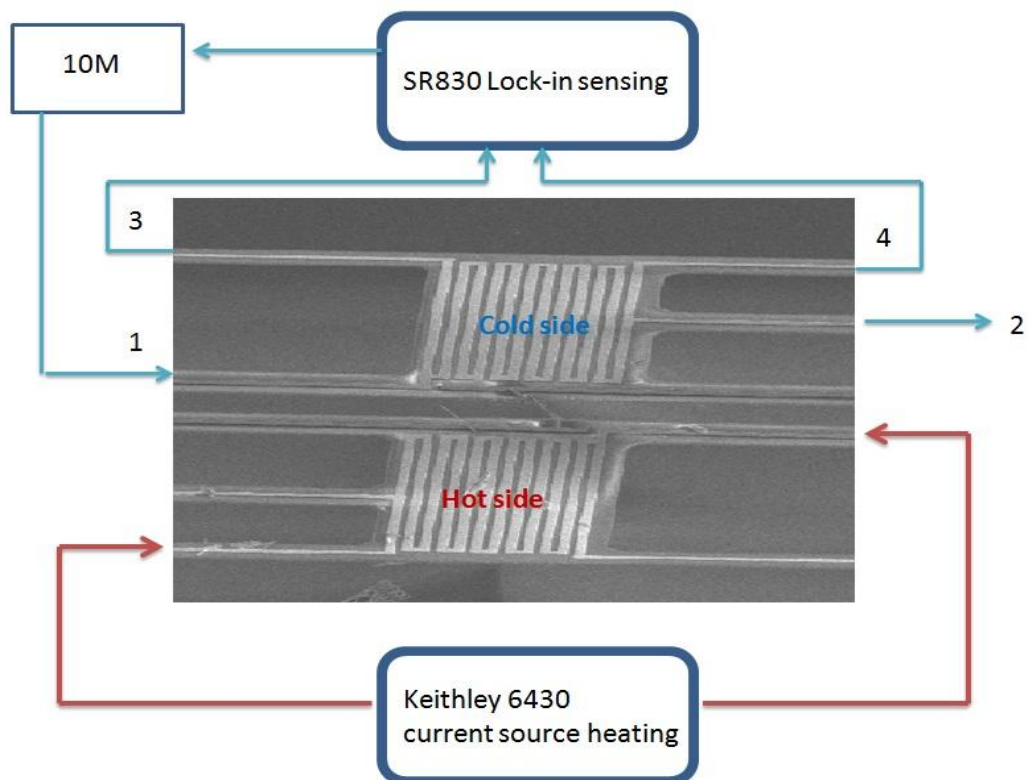 10M
SR830 Lock-in sensing
3
4
Cold side
1
2
Hot side
Keithley 6430
current source heating